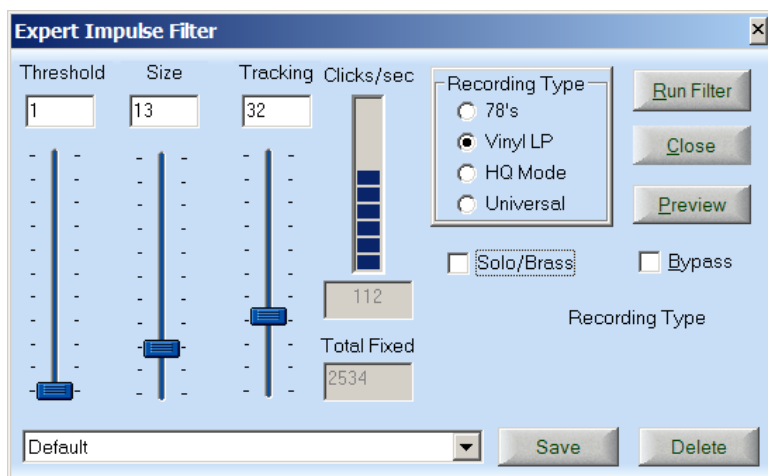 Expert Impulse Filter
Threshold
Size
Tracking
Clicks/sec
1
13
32
112
Total Fixed
2534
Recording Type
78's
Vinyl LP
HQ Mode
Universal
Run Filter
Close
Preview
Solo/Brass
Bypass
Recording Type
Default
Save
Delete